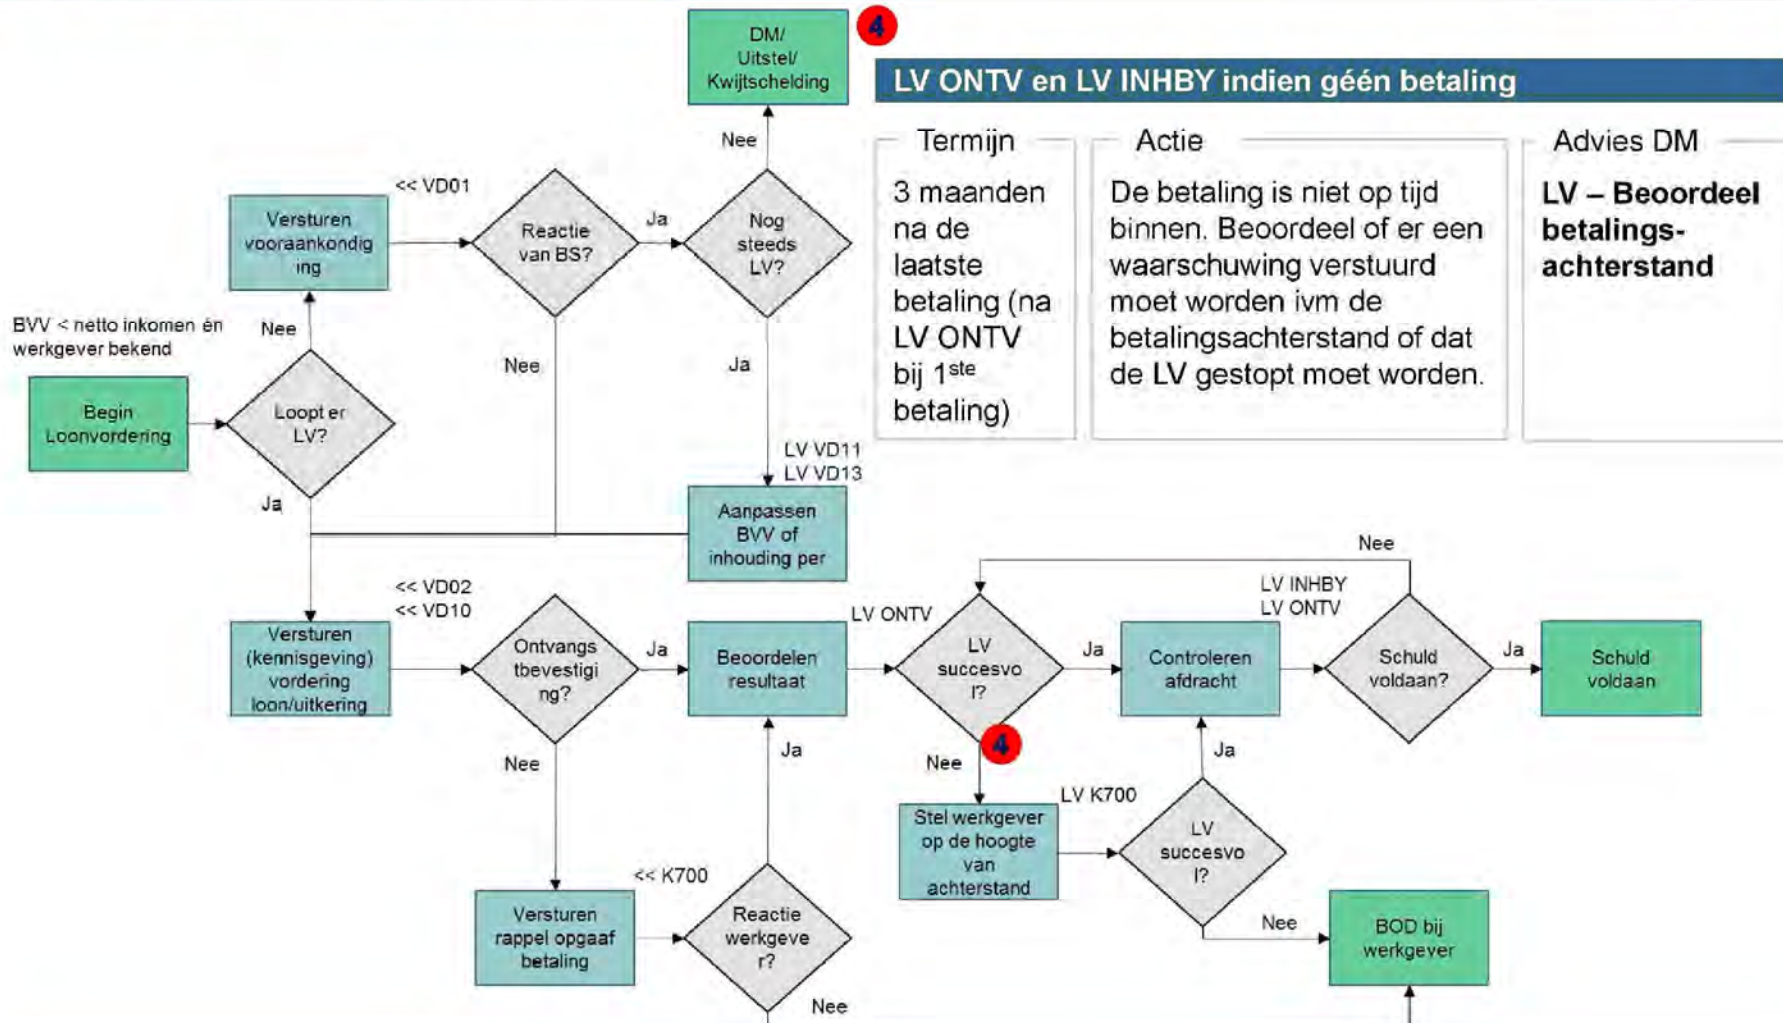 4
DM/
Uitstel/
Kwijtschelding
LV ONTV en LV INHBY indien géén betaling
Termijn
3 maanden
na de
laatste
betaling (na
LV ONTV
bij 1ste
betaling)
Actie
De betaling is niet op tijd
binnen. Beoordeel of er een
waarschuwing verstuurd
moet worden ivm de
betalingsachterstand of dat
de LV gestopt moet worden.
Advies DM
LV – Beoordeel
betalings-
achterstand
Nee
<< VD01
Versturen
vooraankondig
ing
Reactie
van BS?
Ja
Nog
steeds
LV?
BVV < netto inkomen én
werkgever bekend
Nee
Nee
Ja
Begin
Loonvordering
Loopt er
LV?
Ja
LV VD11
LV VD13
Aanpassen
BVV of
inhouding per
Nee
<< VD02
<< VD10
Versturen
(kennisgeving)
vordering
loon/uitkering
Ontvangs
tbevestigi
ng?
Ja
Beoordelen
resultaat
LV ONTV
LV
succesvo
l?
Ja
Controleren
afdracht
LV INHBY
LV ONTV
Schuld
voldaan?
Ja
Schuld
voldaan
Nee
Ja
Nee
4
Ja
Stel werkgever
op de hoogte
van
achterstand
LV K700
LV
succesvo
l?
Nee
BOD bij
werkgever
Versturen
rappel opgaaf
betaling
<< K700
Reactie
werkgeve
r?
Nee